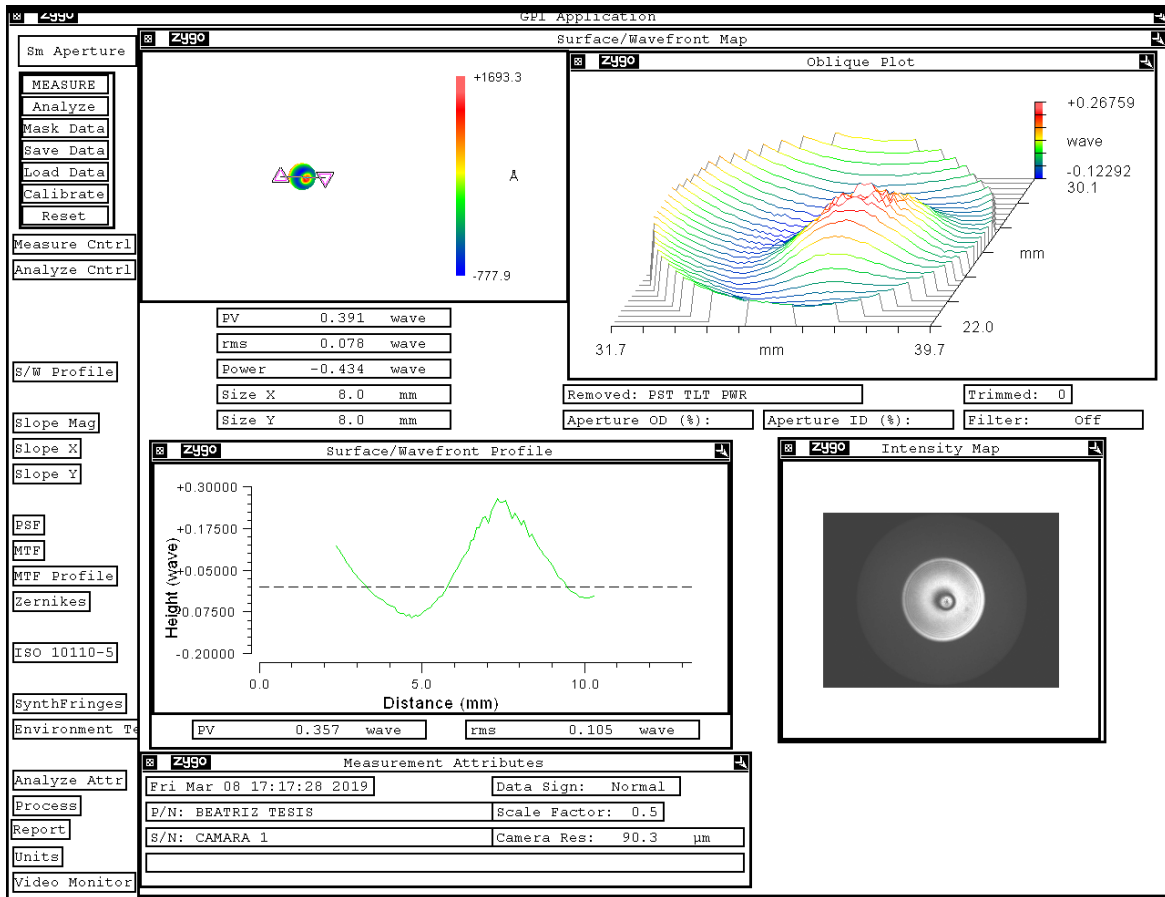 zygo GPI Application
Sm Aperture
MEASURE
Analyze
Mask Data
Save Data
Load Data
Calibrate
Reset
Measure Cntrl
Analyze Cntrl
S/W Profile
Slope Mag
Slope X
Slope Y
PSF
MTF
MTF Profile
Zernikes
ISO 10110-5
SynthFringes
Environment Te
Analyze Attr
Process
Report
Units
Video Monitor
zygo Surface/Wavefront Map
+1693.3
Å
-777.9
zygo Oblique Plot
+0.26759
wave
-0.12292
30.1
mm
22.0
31.7 mm 39.7
PV 0.391 wave
rms 0.078 wave
Power -0.434 wave
Size X 8.0 mm
Size Y 8.0 mm
Removed: PST TLT PWR
Trimmed: 0
Aperture OD (%):
Aperture ID (%):
Filter: Off
zygo Surface/Wavefront Profile
+0.30000
+0.17500
+0.05000
-0.07500
-0.20000
Height (wave)
0.0 5.0 10.0
Distance (mm)
PV 0.357 wave
rms 0.105 wave
zygo Intensity Map
zygo Measurement Attributes
Fri Mar 08 17:17:28 2019
Data Sign: Normal
P/N: BEATRIZ TESIS
Scale Factor: 0.5
S/N: CAMARA 1
Camera Res: 90.3 µm